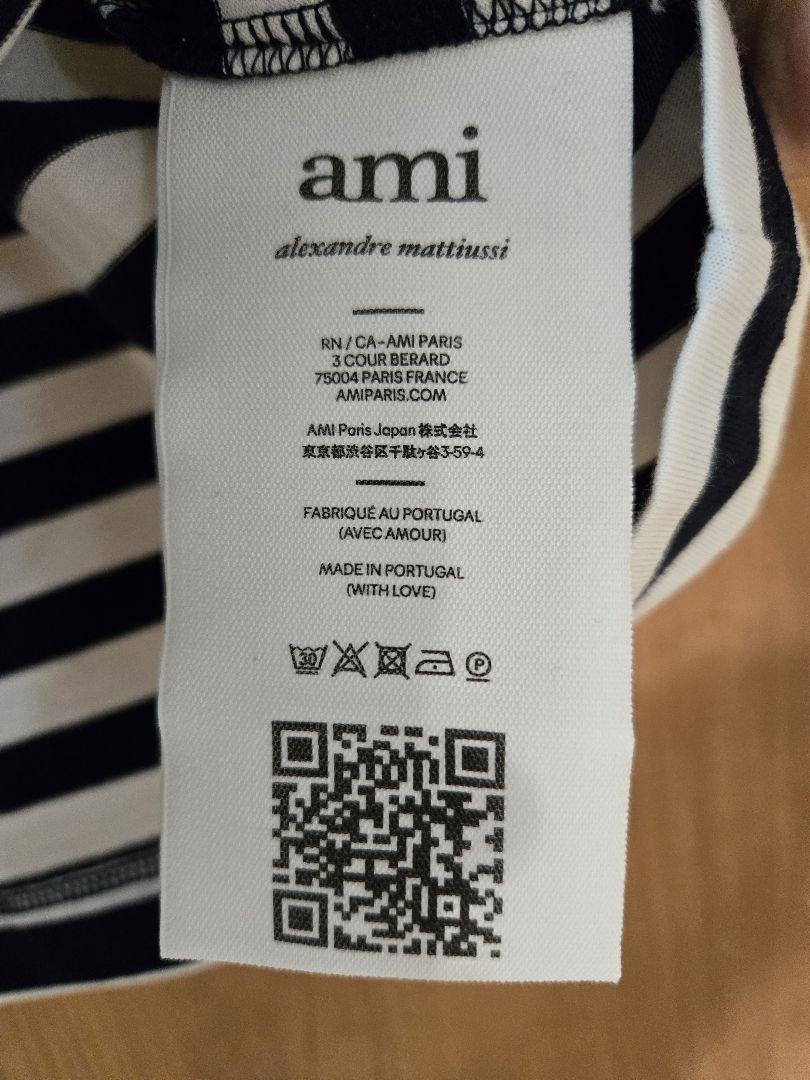 ami
alexandre mattiussi
RN / CA-AMI PARIS
3 COUR BERARD
75004 PARIS FRANCE
AMIPARIS.COM
AMI Paris Japan 株式会社
東京都渋谷区千駄ヶ谷3-59-4
FABRIQUÉ AU PORTUGAL
(AVEC AMOUR)
MADE IN PORTUGAL
(WITH LOVE)
30 P